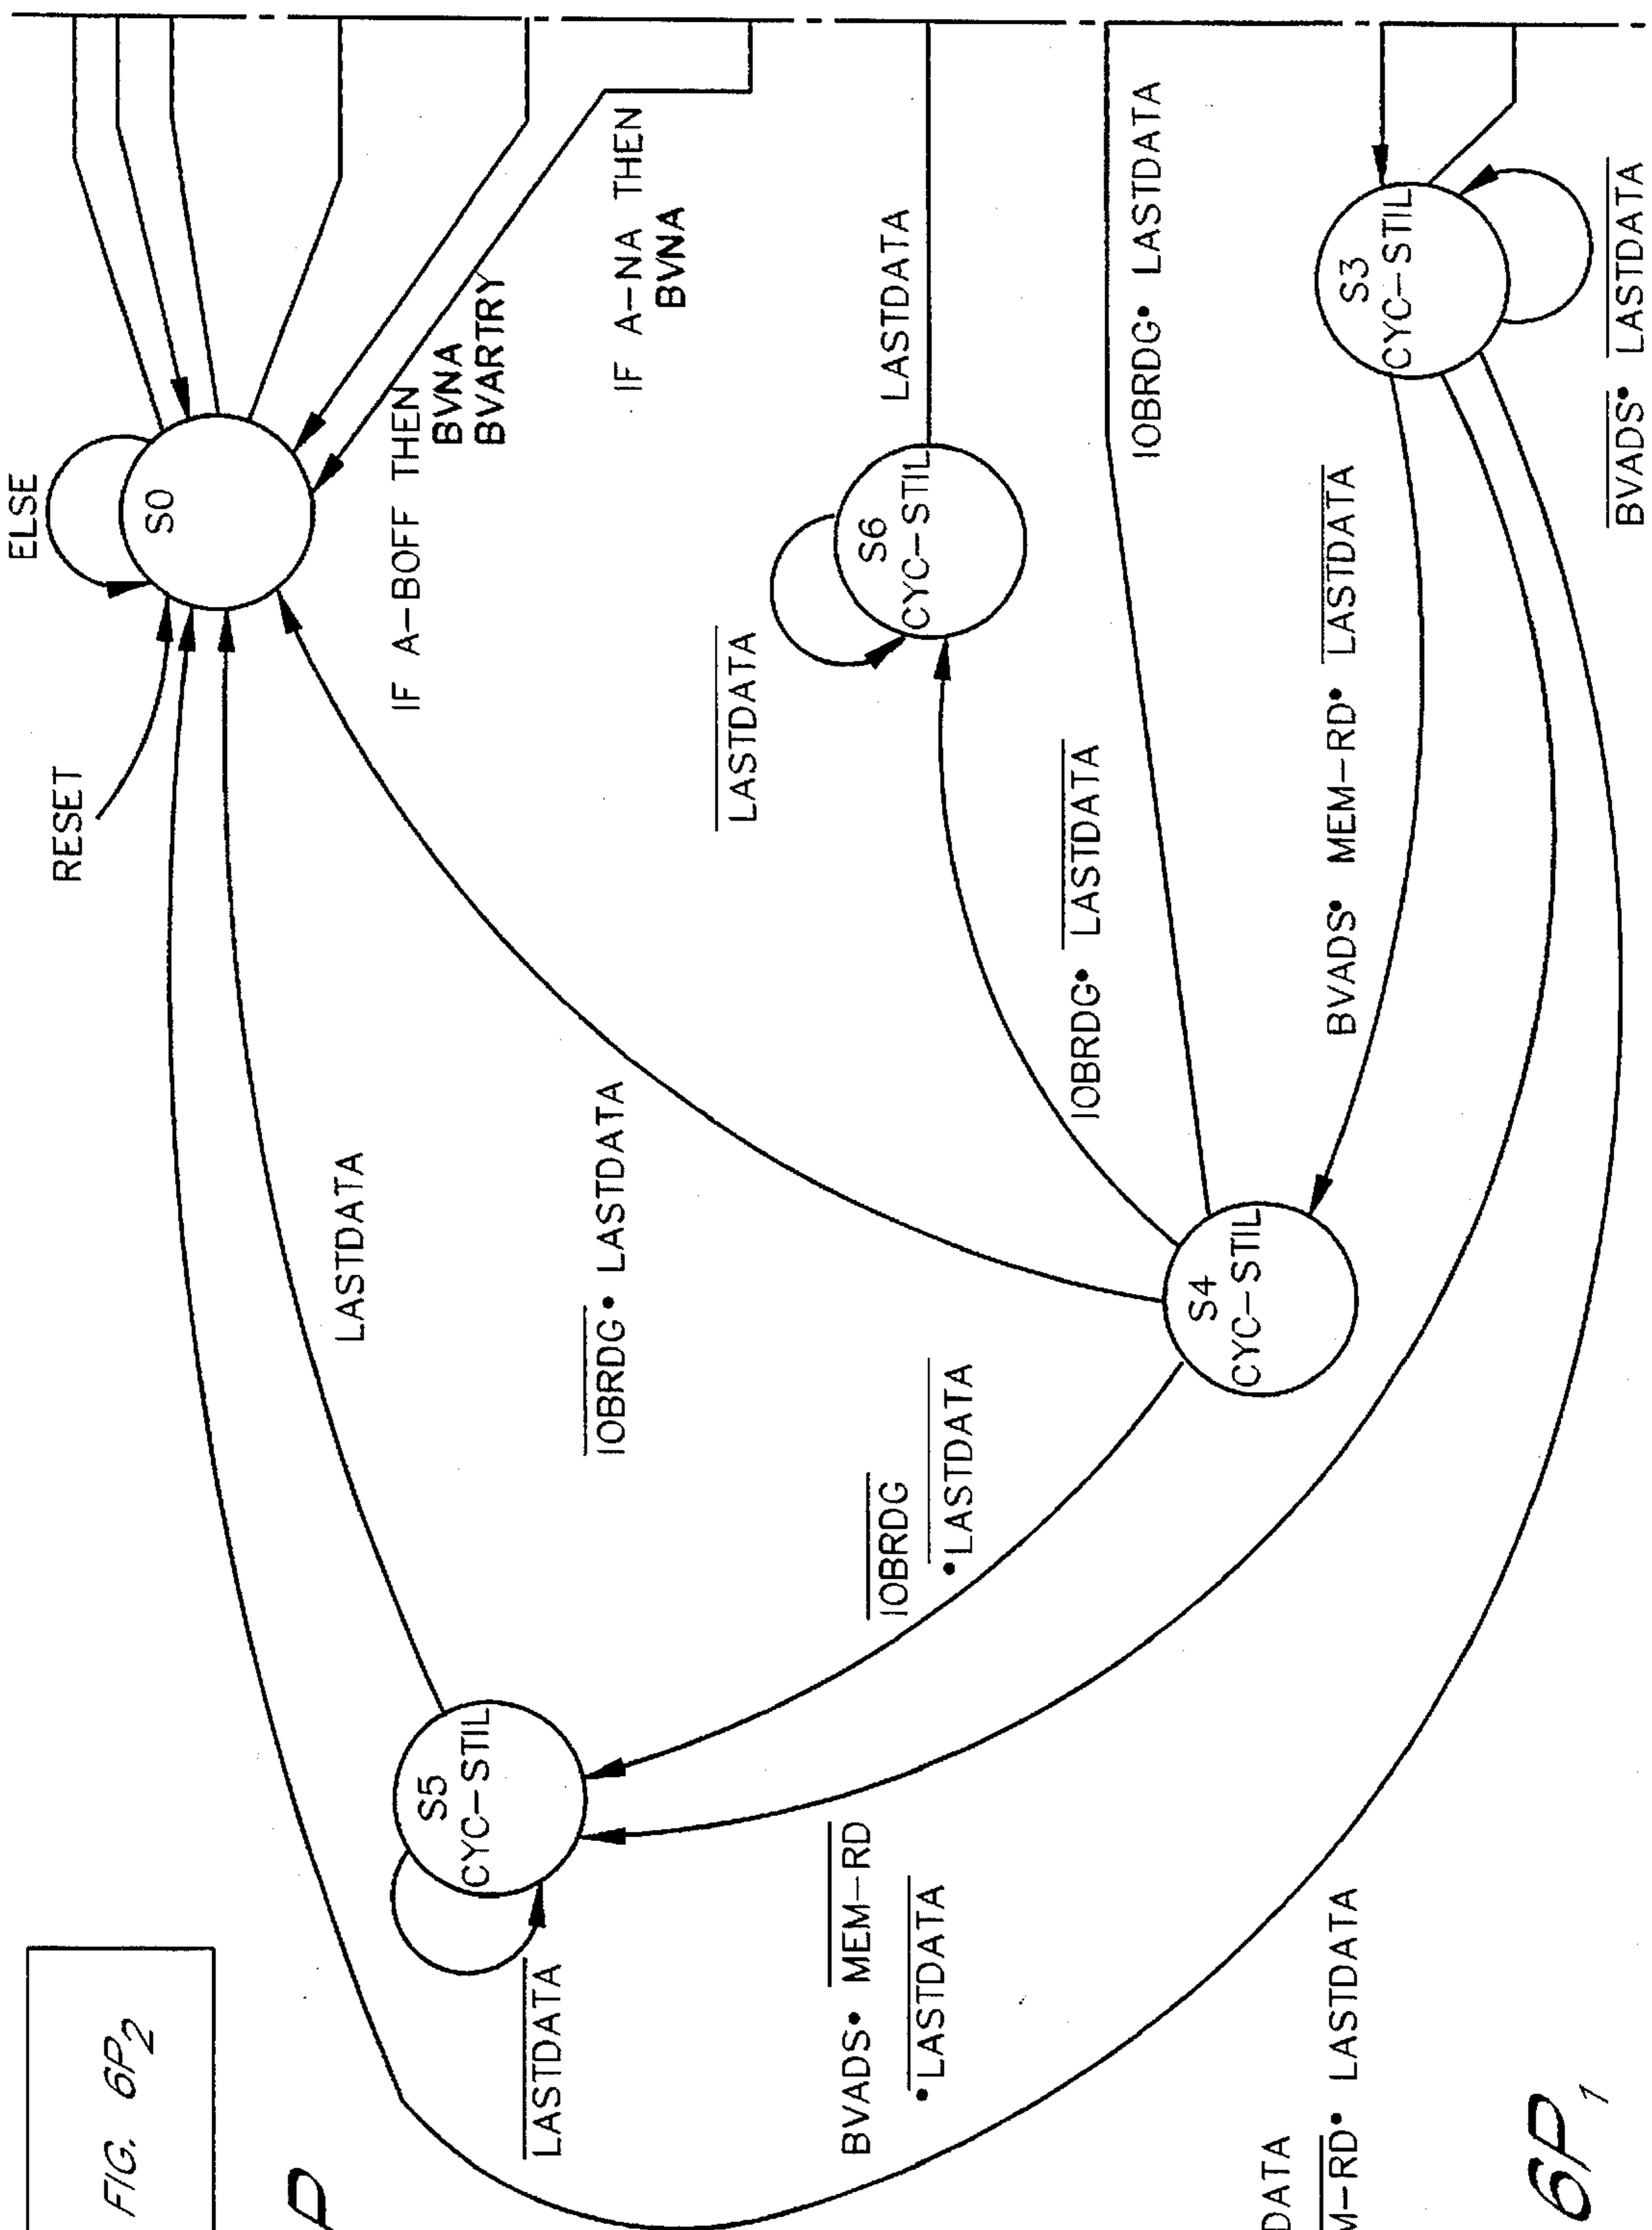 ELSE
S0
RESET
IF A-BOFF THEN
BVNA
BVARTRY
IF A-NA THEN
BVNA
LASTDATA
LASTDATA
S6
CYC-STIL
LASTDATA
IOBRDG• LASTDATA
IOBRDG• LASTDATA
IOBRDG• LASTDATA
S3
CYC-STIL
BVADS• LASTDATA
BVADS• MEM-RD• LASTDATA
S4
CYC-STIL
IOBRDG
•LASTDATA
S5
CYC-STIL
LASTDATA
BVADS• MEM-RD
•LASTDATA
DATA
M-RD• LASTDATA
FIG. 6P2
P
6P1